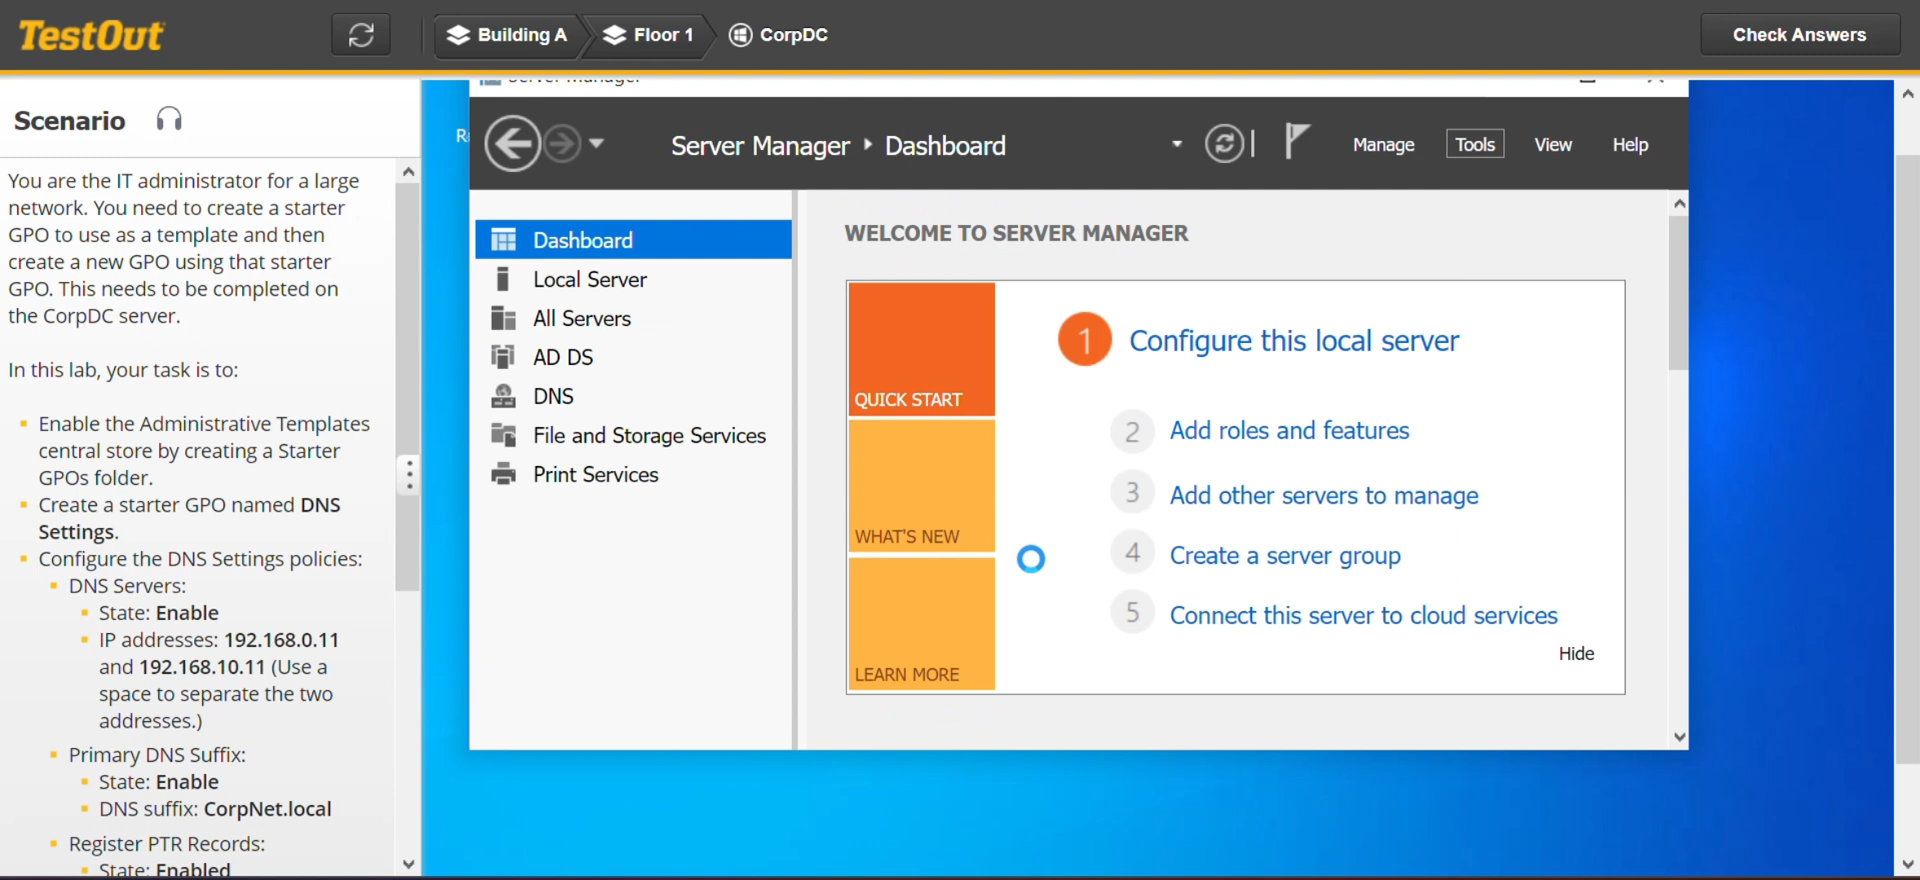 TestOut
Building A
Floor 1
CorpDC
Check Answers
Scenario
You are the IT administrator for a large
network. You need to create a starter
GPO to use as a template and then
create a new GPO using that starter
GPO. This needs to be completed on
the CorpDC server.
In this lab, your task is to:
Enable the Administrative Templates
central store by creating a Starter
GPOs folder.
Create a starter GPO named DNS
Settings.
Configure the DNS Settings policies:
DNS Servers:
State: Enable
IP addresses: 192.168.0.11
and 192.168.10.11 (Use a
space to separate the two
addresses.)
Primary DNS Suffix:
State: Enable
DNS suffix: CorpNet.local
Register PTR Records:
State: Enabled
Server Manager
Server Manager Dashboard
Manage
Tools
View
Help
Dashboard
Local Server
All Servers
AD DS
DNS
File and Storage Services
Print Services
WELCOME TO SERVER MANAGER
QUICK START
WHAT'S NEW
LEARN MORE
1 Configure this local server
2 Add roles and features
3 Add other servers to manage
4 Create a server group
5 Connect this server to cloud services
Hide